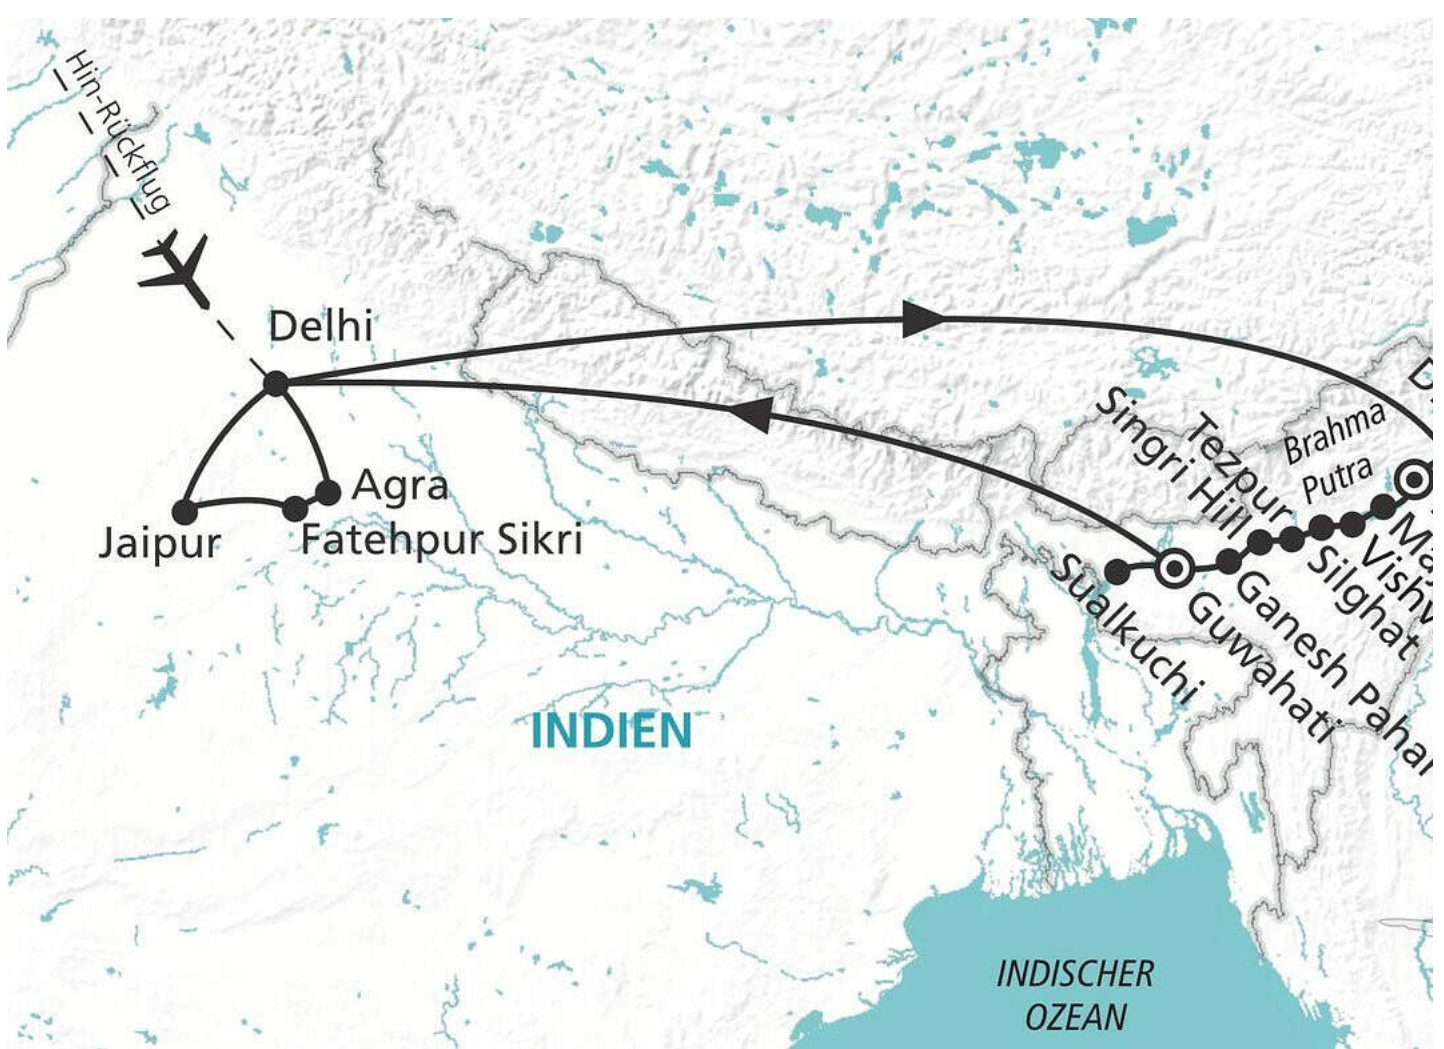 Hin-Rückflug
Delhi
Agra
Fatehpur Sikri
Jaipur
Singri Hill
Tezpur
Brahma
Putra
Silghat
Ganesh Pahar
Guwahati
Sualkuchi
INDIEN
INDISCHER
OZEAN